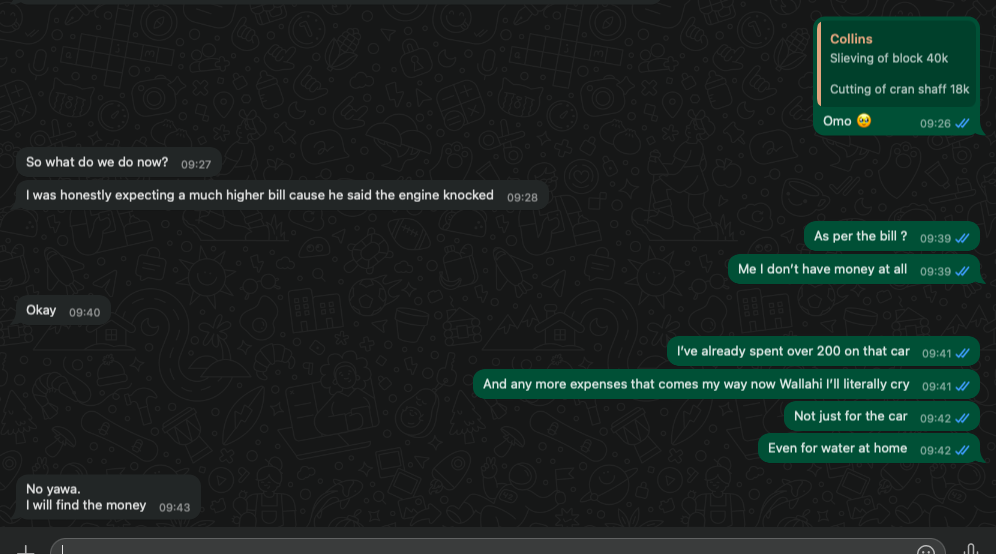 Collins
Slieving of block 40k
Cutting of cran shaff 18k
Omo 🥹 09:26
So what do we do now? 09:27
I was honestly expecting a much higher bill cause he said the engine knocked 09:28
As per the bill ? 09:39
Me I don't have money at all 09:39
Okay 09:40
I've already spent over 200 on that car 09:41
And any more expenses that comes my way now Wallahi I'll literally cry 09:41
Not just for the car 09:42
Even for water at home 09:42
No yawa.
I will find the money 09:43